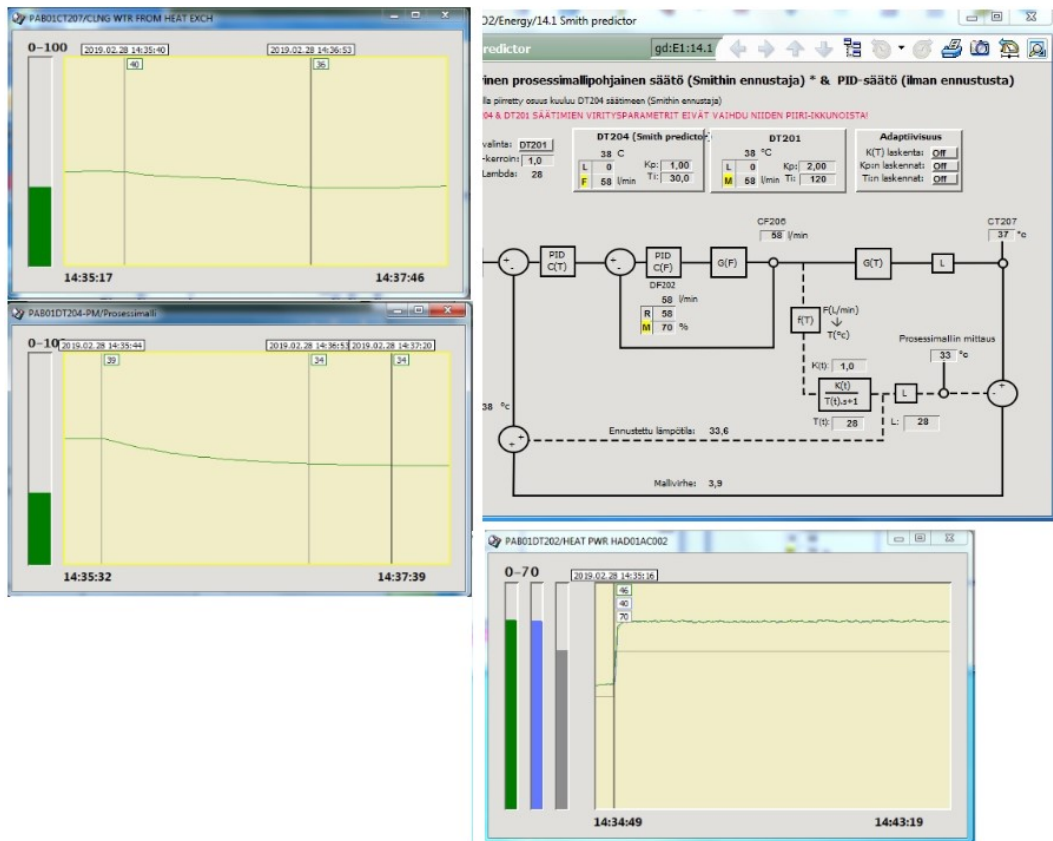 PAB01CT207/CLNG WTR FROM HEAT EXCH
0-100
2019.02.28 14:35:40
2019.02.28 14:36:53
40
36
14:35:17
14:37:46
PAB01DT204-PM/Prosessimalli
2019.02.28 14:35:44
2019.02.28 14:36:53
2019.02.28 14:37:20
39
34
34
14:35:32
14:37:39
D2/Energy/14.1 Smith predictor
predictor
gd:E1:14.1
inen prosessimallipohjainen säätö (Smithin ennustaja) * & PID-säätö (ilman ennustusta)
lla piirretty osuus kuuluu DT204 säätimeen (Smithin ennustaja)
04 & DT201 SÄÄTIMIEN VIRITYSPARAMETRIT EIVÄT VAIHDU NIIDEN PIIRI-IKKUNOISTA!
valinta: DT201
-kerroin: 1,0
Lambda: 28
DT204 (Smith predictor)
38 C
L 0 Kp: 1,00
F 58 l/min Ti: 30,0
DT201
38 °C
L 0 Kp: 2,00
M 58 l/min Ti: 120
Adaptiivisuus
K(T) laskenta: Off
Kp:n laskennat: Off
Ti:n laskennat: Off
CF206
58 l/min
CT207
37 °c
PID
C(T)
PID
C(F)
G(F)
G(T)
L
DF202
58 l/min
R 58
M 70 %
f(T)
F(L/min)
T(°c)
Prosessimallin mittaus
33 °c
K(t): 1,0
K(t)
T(t).s+1
L
T(t): 28
L: 28
38 °c
Ennustettu lämpötila: 33,6
Mallivirhe: 3,9
PAB01DT202/HEAT PWR HAD01AC002
0-70
2019.02.28 14:35:16
46
40
70
14:34:49
14:43:19